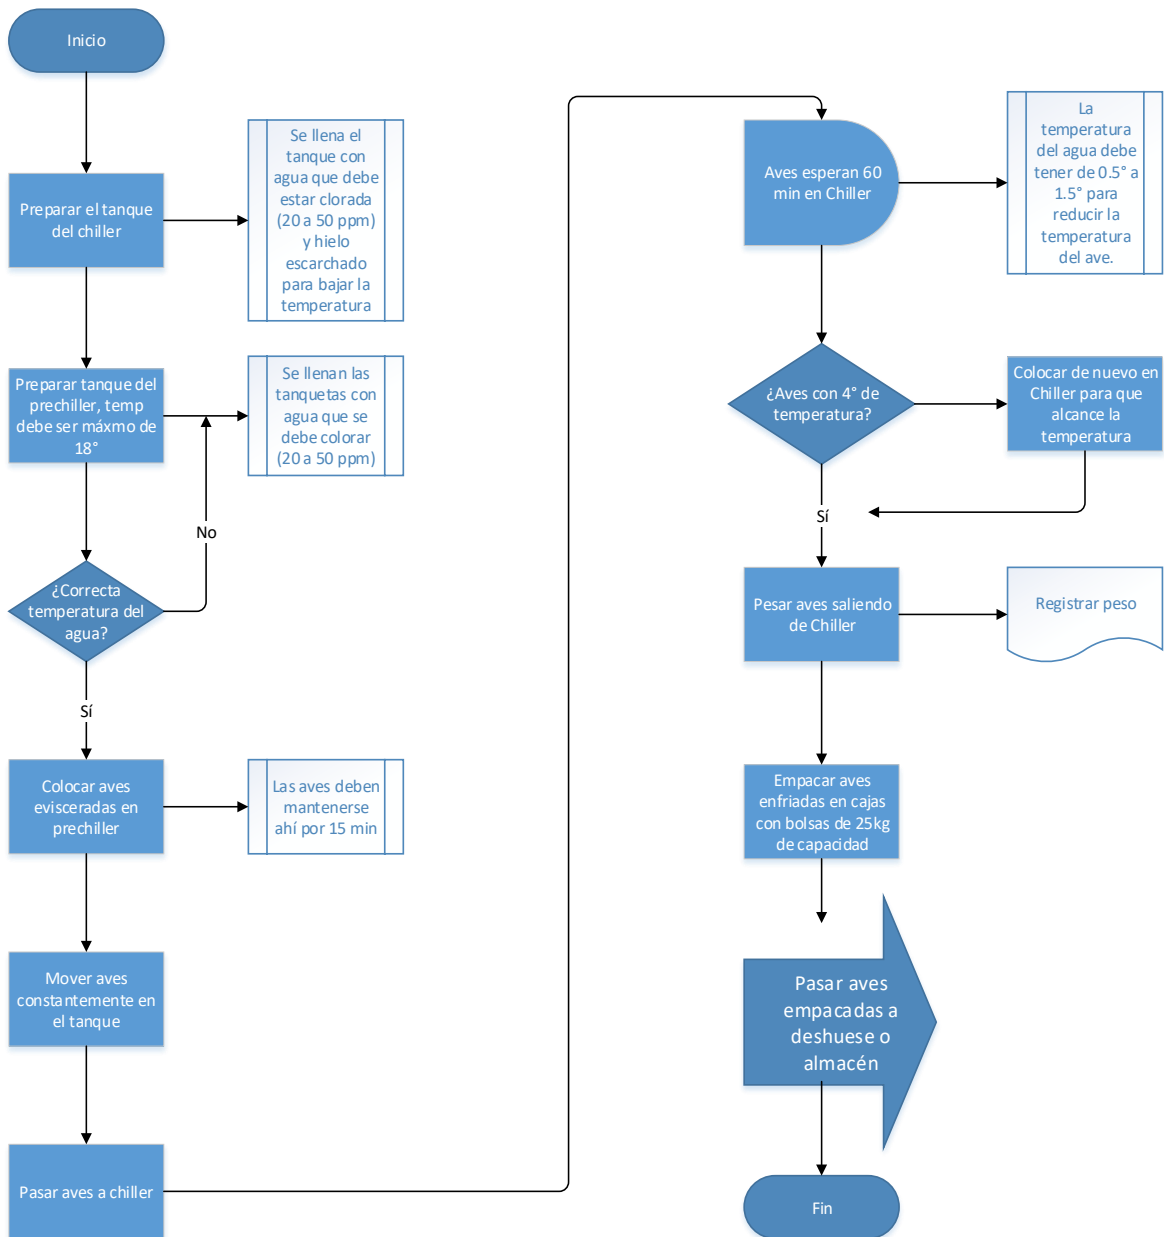 Inicio
Preparar el tanque
del chiller
Se llena el
tanque con
agua que debe
estar clorada
(20 a 50 ppm)
y hielo
escarchado
para bajar la
temperatura
Preparar tanque del
prechiller, temp
debe ser máxmo de
18°
Se llenan las
tanquetas con
agua que se
debe colorar
(20 a 50 ppm)
No
¿Correcta
temperatura del
agua?
Sí
Colocar aves
evisceradas en
prechiller
Las aves deben
mantenerse
ahí por 15 min
Mover aves
constantemente en
el tanque
Pasar aves a chiller
Aves esperan 60
min en Chiller
La
temperatura
del agua debe
tener de 0.5° a
1.5° para
reducir la
temperatura
del ave.
¿Aves con 4° de
temperatura?
Colocar de nuevo en
Chiller para que
alcance la
temperatura
Sí
Pesar aves saliendo
de Chiller
Registrar peso
Empacar aves
enfriadas en cajas
con bolsas de 25kg
de capacidad
Pasar aves
empacadas a
deshuese o
almacén
Fin